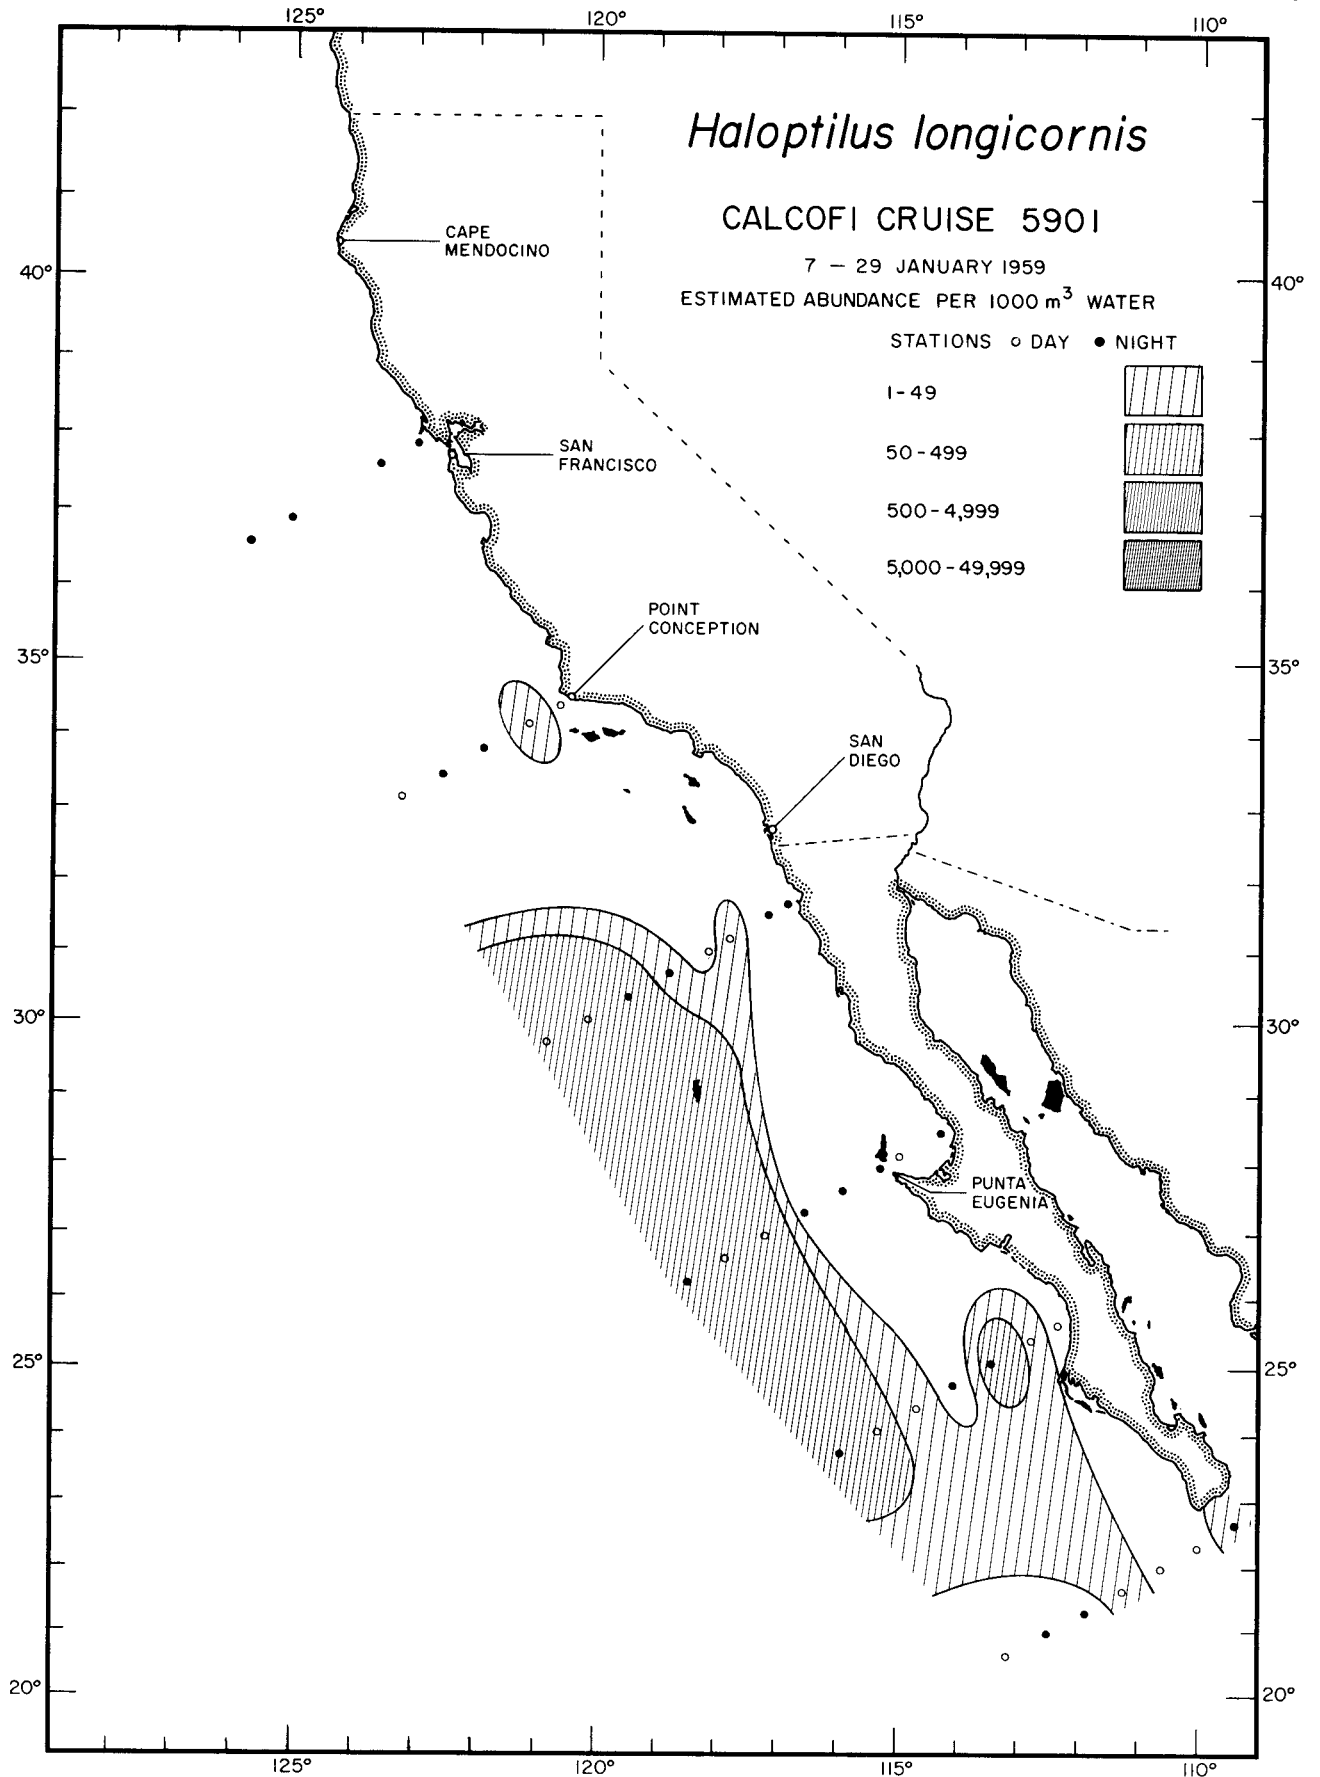 125° 120° 115° 110°
Haloptilus longicornis
CALCOFI CRUISE 5901
7 – 29 JANUARY 1959
ESTIMATED ABUNDANCE PER 1000 m³ WATER
STATIONS ○ DAY ● NIGHT
1-49
50-499
500-4,999
5,000-49,999
CAPE
MENDOCINO
40° 40°
SAN
FRANCISCO
POINT
CONCEPTION
35° 35°
SAN
DIEGO
30° 30°
PUNTA
EUGENIA
25° 25°
20° 20°
125° 120° 115° 110°